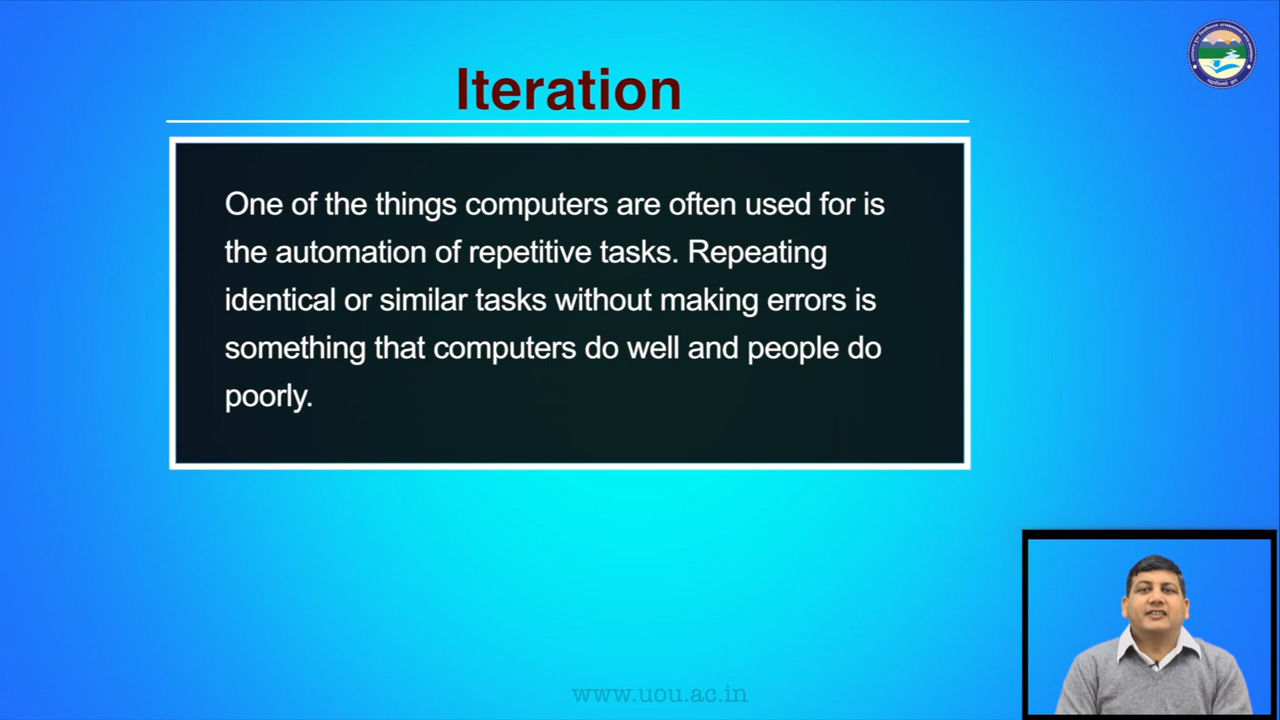 Iteration
One of the things computers are often used for is
the automation of repetitive tasks. Repeating
identical or similar tasks without making errors is
something that computers do well and people do
poorly.
www.uou.ac.in